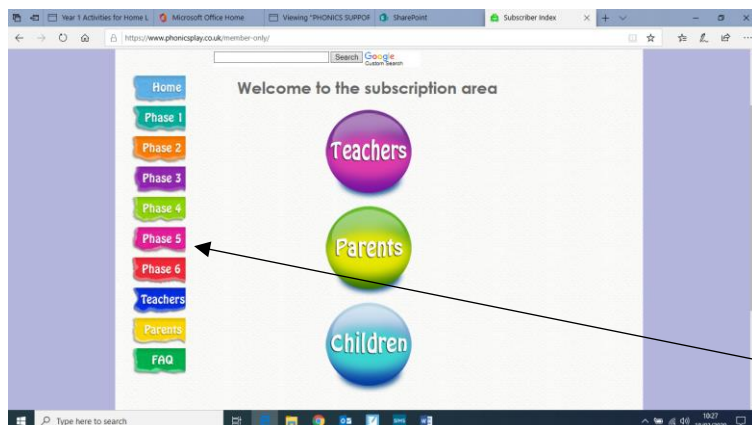 Year 1 Activities for Home L
Microsoft Office Home
Viewing "PHONICS SUPPOR
SharePoint
Subscriber Index
https://www.phonicsplay.co.uk/member-only/
Search Google
Custom Search
Welcome to the subscription area
Home
Phase 1
Phase 2
Phase 3
Phase 4
Phase 5
Phase 6
Teachers
Parents
FAQ
Teachers
Parents
Children
Type here to search
10:27